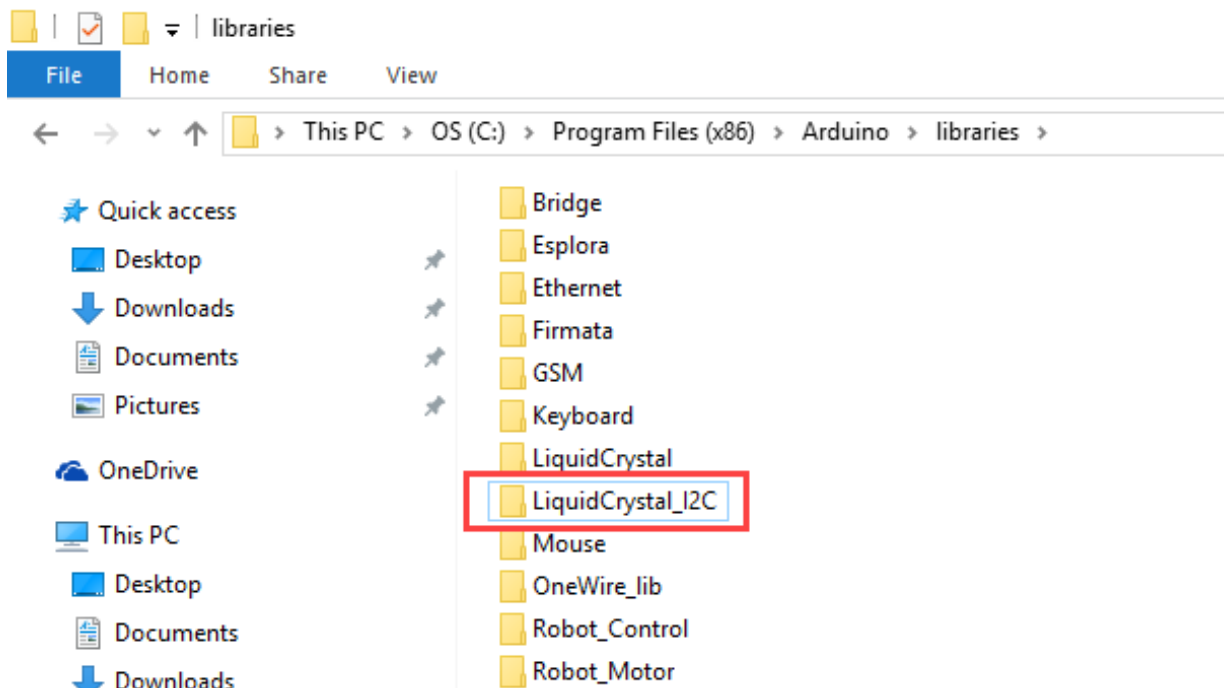 libraries
File Home Share View
This PC > OS (C:) > Program Files (x86) > Arduino > libraries >
Quick access
Desktop
Downloads
Documents
Pictures
OneDrive
This PC
Desktop
Documents
Downloads
Bridge
Esplora
Ethernet
Firmata
GSM
Keyboard
LiquidCrystal
LiquidCrystal_I2C
Mouse
OneWire_lib
Robot_Control
Robot_Motor